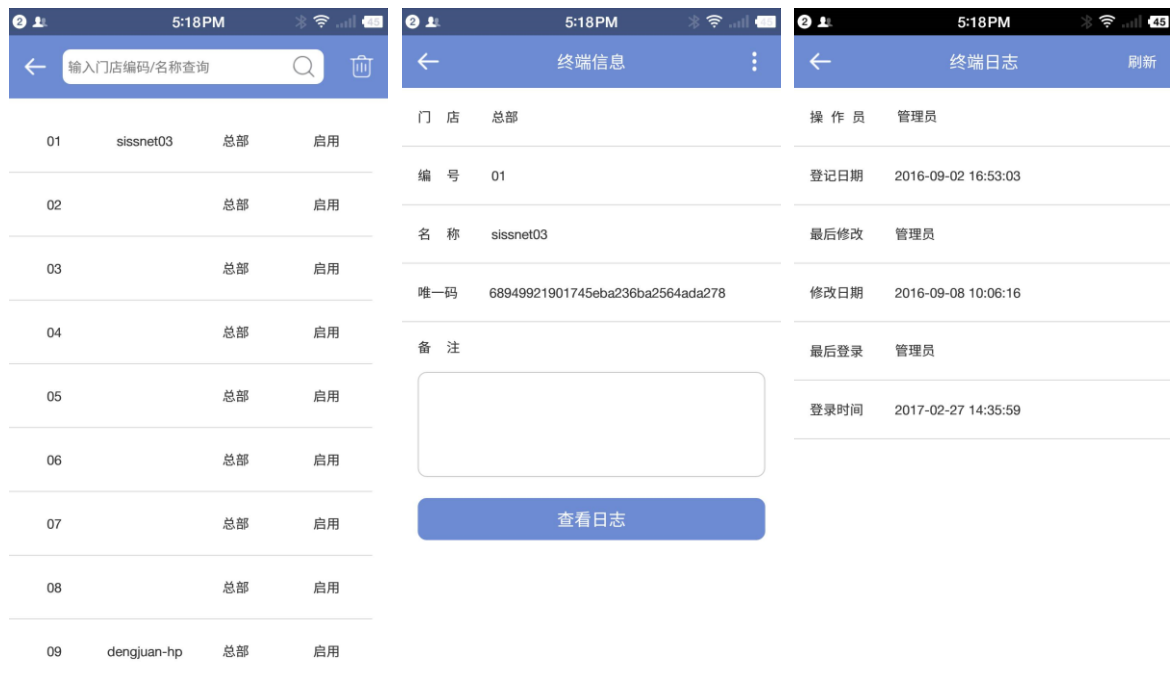 2 5:18PM 45
输入门店编码/名称查询
01 sissnet03 总部 启用
02 总部 启用
03 总部 启用
04 总部 启用
05 总部 启用
06 总部 启用
07 总部 启用
08 总部 启用
09 dengjuan-hp 总部 启用
2 5:18PM 45
终端信息
门 店 总部
编 号 01
名 称 sissnet03
唯一码 68949921901745eba236ba2564ada278
备 注
查看日志
2 5:18PM 45
终端日志 刷新
操 作 员 管理员
登记日期 2016-09-02 16:53:03
最后修改 管理员
修改日期 2016-09-08 10:06:16
最后登录 管理员
登录时间 2017-02-27 14:35:59